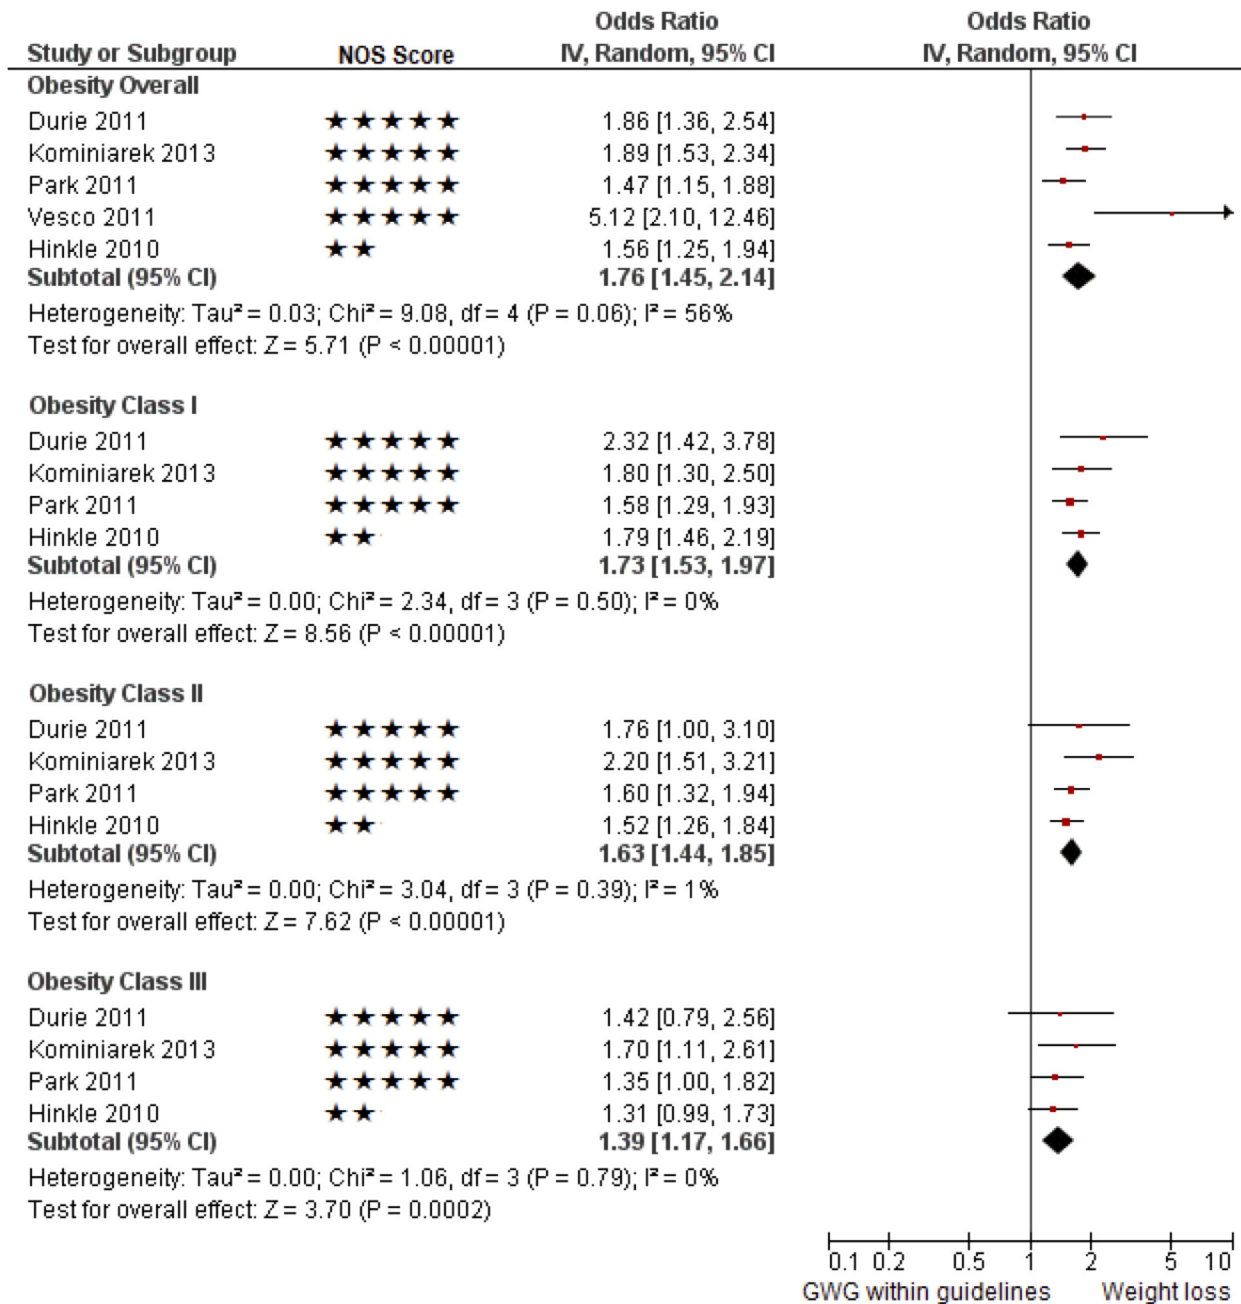 Odds Ratio Odds Ratio
Study or Subgroup NOS Score IV, Random, 95% CI IV, Random, 95% CI
Obesity Overall
Durie 2011 ★★★★★ 1.86 [1.36, 2.54]
Kominiarek 2013 ★★★★★ 1.89 [1.53, 2.34]
Park 2011 ★★★★★ 1.47 [1.15, 1.88]
Vesco 2011 ★★★★★ 5.12 [2.10, 12.46]
Hinkle 2010 ★★ 1.56 [1.25, 1.94]
Subtotal (95% CI) 1.76 [1.45, 2.14]
Heterogeneity: Tau² = 0.03; Chi² = 9.08, df = 4 (P = 0.06); I² = 56%
Test for overall effect: Z = 5.71 (P < 0.00001)
Obesity Class I
Durie 2011 ★★★★★ 2.32 [1.42, 3.78]
Kominiarek 2013 ★★★★★ 1.80 [1.30, 2.50]
Park 2011 ★★★★★ 1.58 [1.29, 1.93]
Hinkle 2010 ★★ 1.79 [1.46, 2.19]
Subtotal (95% CI) 1.73 [1.53, 1.97]
Heterogeneity: Tau² = 0.00; Chi² = 2.34, df = 3 (P = 0.50); I² = 0%
Test for overall effect: Z = 8.56 (P < 0.00001)
Obesity Class II
Durie 2011 ★★★★★ 1.76 [1.00, 3.10]
Kominiarek 2013 ★★★★★ 2.20 [1.51, 3.21]
Park 2011 ★★★★★ 1.60 [1.32, 1.94]
Hinkle 2010 ★★ 1.52 [1.26, 1.84]
Subtotal (95% CI) 1.63 [1.44, 1.85]
Heterogeneity: Tau² = 0.00; Chi² = 3.04, df = 3 (P = 0.39); I² = 1%
Test for overall effect: Z = 7.62 (P < 0.00001)
Obesity Class III
Durie 2011 ★★★★★ 1.42 [0.79, 2.56]
Kominiarek 2013 ★★★★★ 1.70 [1.11, 2.61]
Park 2011 ★★★★★ 1.35 [1.00, 1.82]
Hinkle 2010 ★★ 1.31 [0.99, 1.73]
Subtotal (95% CI) 1.39 [1.17, 1.66]
Heterogeneity: Tau² = 0.00; Chi² = 1.06, df = 3 (P = 0.79); I² = 0%
Test for overall effect: Z = 3.70 (P = 0.0002)
0.1 0.2 0.5 1 2 5 10
GWG within guidelines Weight loss